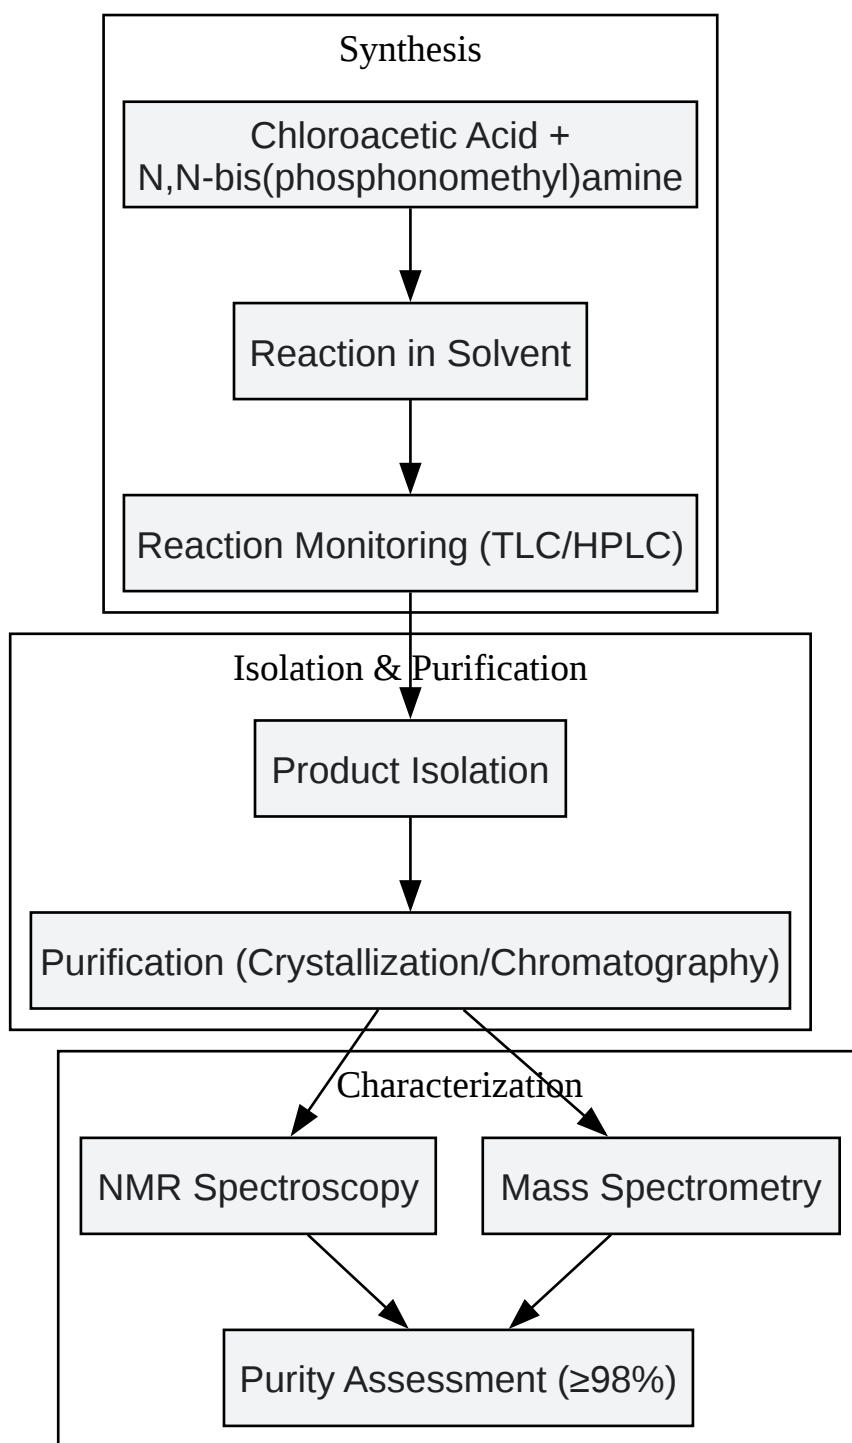 Synthesis
Chloroacetic Acid +
N,N-bis(phosphonomethyl)amine
Reaction in Solvent
Reaction Monitoring (TLC/HPLC)
Isolation & Purification
Product Isolation
Purification (Crystallization/Chromatography)
Characterization
NMR Spectroscopy
Mass Spectrometry
Purity Assessment (≥98%)